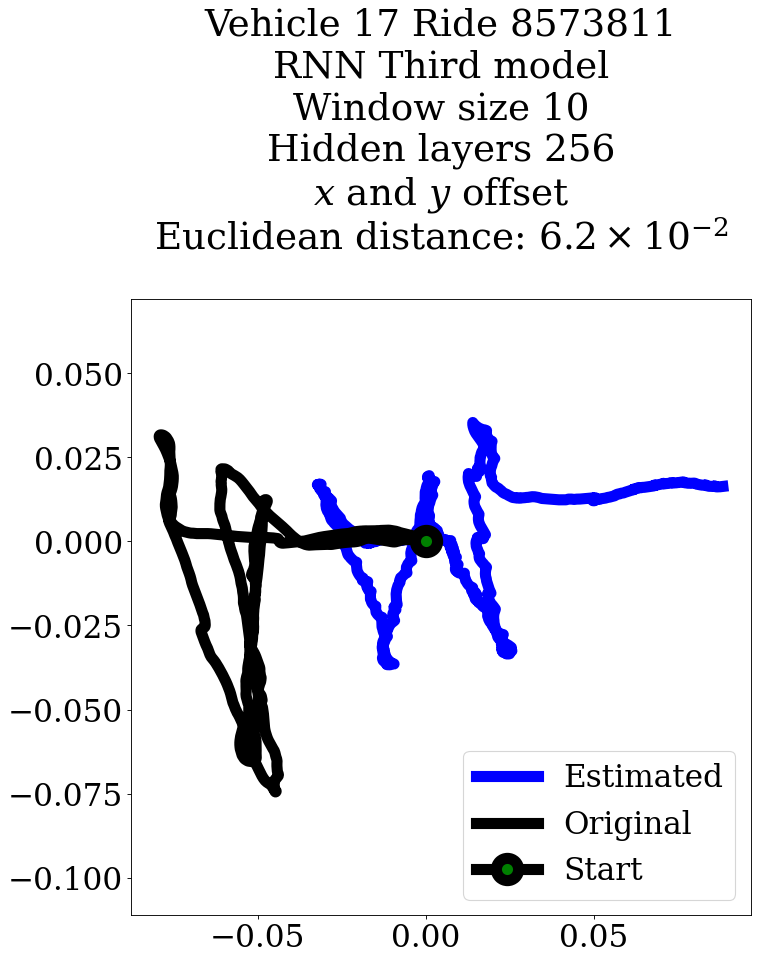 Vehicle 17 Ride 8573811
RNN Third model
Window size 10
Hidden layers 256
x and y offset
Euclidean distance: 6.2 × 10⁻²
0.050
0.025
0.000
−0.025
−0.050
−0.075
−0.100
−0.05 0.00 0.05
Estimated
Original
Start